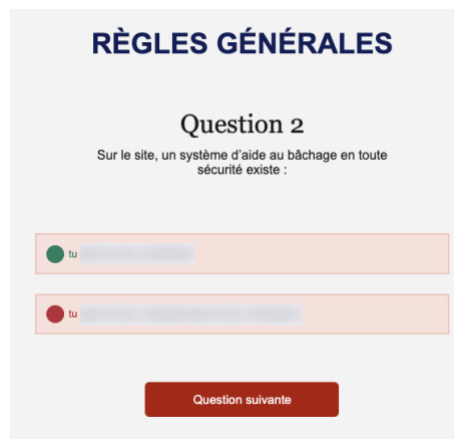 RÈGLES GÉNÉRALES
Question 2
Sur le site, un système d'aide au bâchage en toute
sécurité existe :
tu
tu
Question suivante